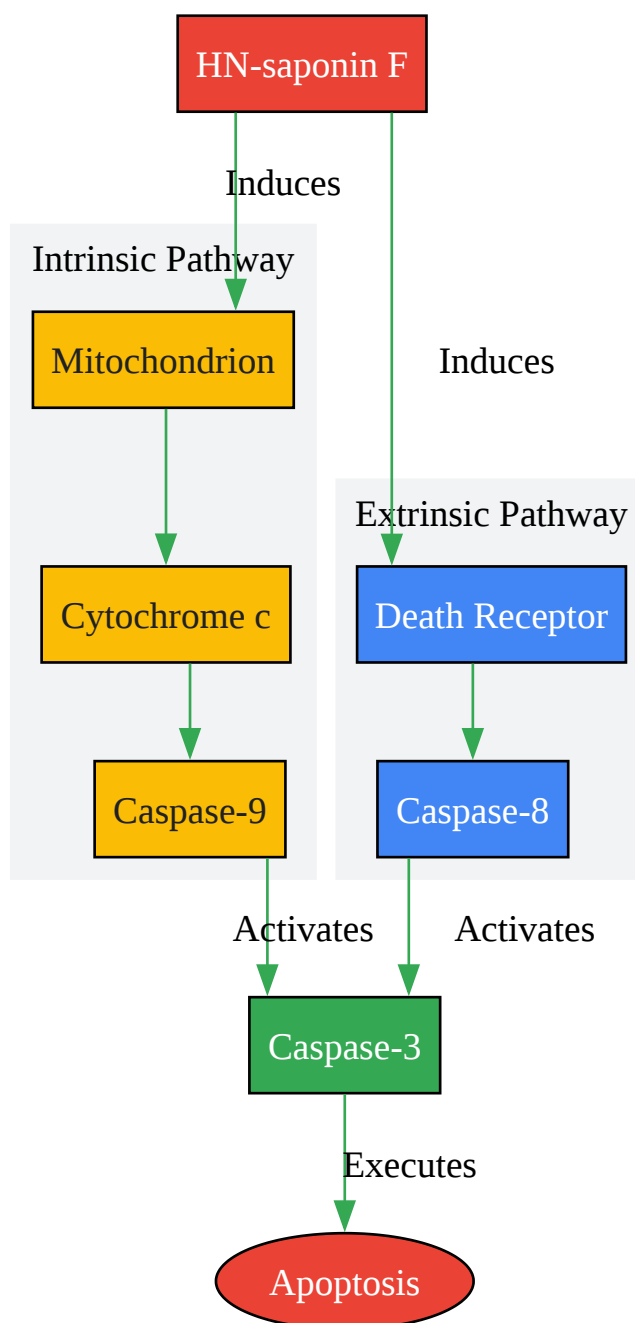 HN-saponin F
Induces
Intrinsic Pathway
Mitochondrion
Induces
Extrinsic Pathway
Cytochrome c
Death Receptor
Caspase-9
Caspase-8
Activates
Activates
Caspase-3
Executes
Apoptosis